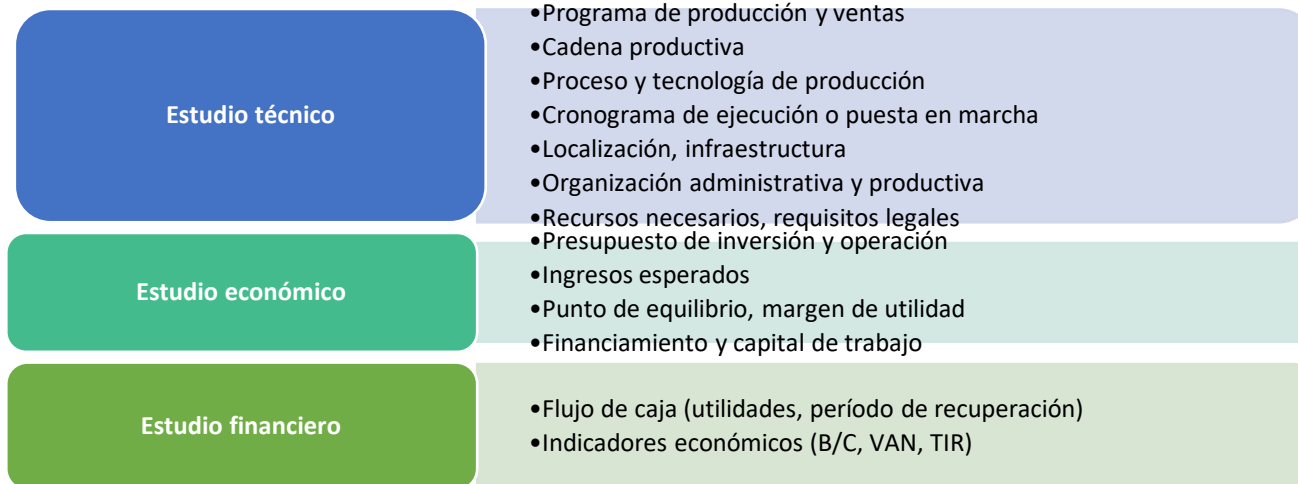 Estudio técnico
•Programa de producción y ventas
•Cadena productiva
•Proceso y tecnología de producción
•Cronograma de ejecución o puesta en marcha
•Localización, infraestructura
•Organización administrativa y productiva
•Recursos necesarios, requisitos legales
Estudio económico
•Presupuesto de inversión y operación
•Ingresos esperados
•Punto de equilibrio, margen de utilidad
•Financiamiento y capital de trabajo
Estudio financiero
•Flujo de caja (utilidades, período de recuperación)
•Indicadores económicos (B/C, VAN, TIR)